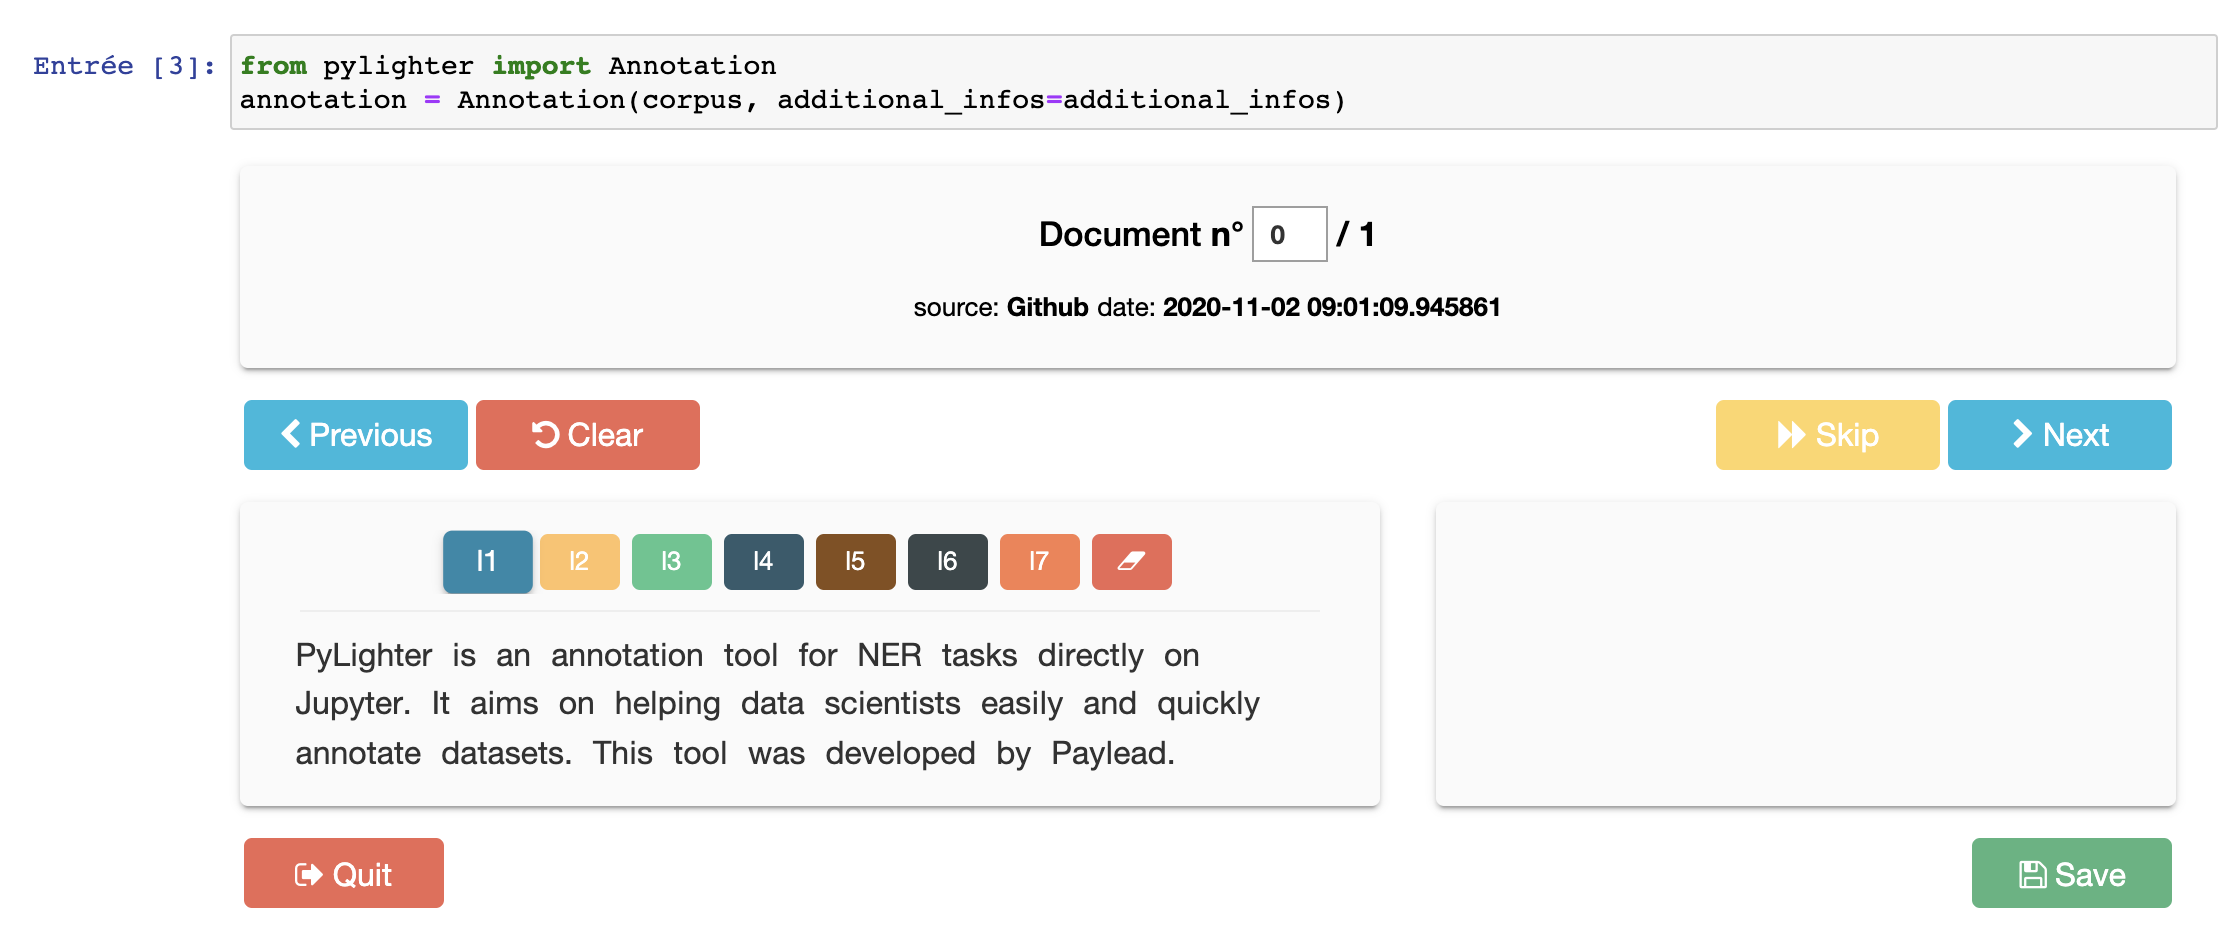 Entrée [3]:
from pylighter import Annotation
annotation = Annotation(corpus, additional_infos=additional_infos)
Document n° 0 / 1
source: Github date: 2020-11-02 09:01:09.945861
Previous Clear Skip Next
l1 l2 l3 l4 l5 l6 l7
PyLighter is an annotation tool for NER tasks directly on
Jupyter. It aims on helping data scientists easily and quickly
annotate datasets. This tool was developed by Paylead.
Quit Save